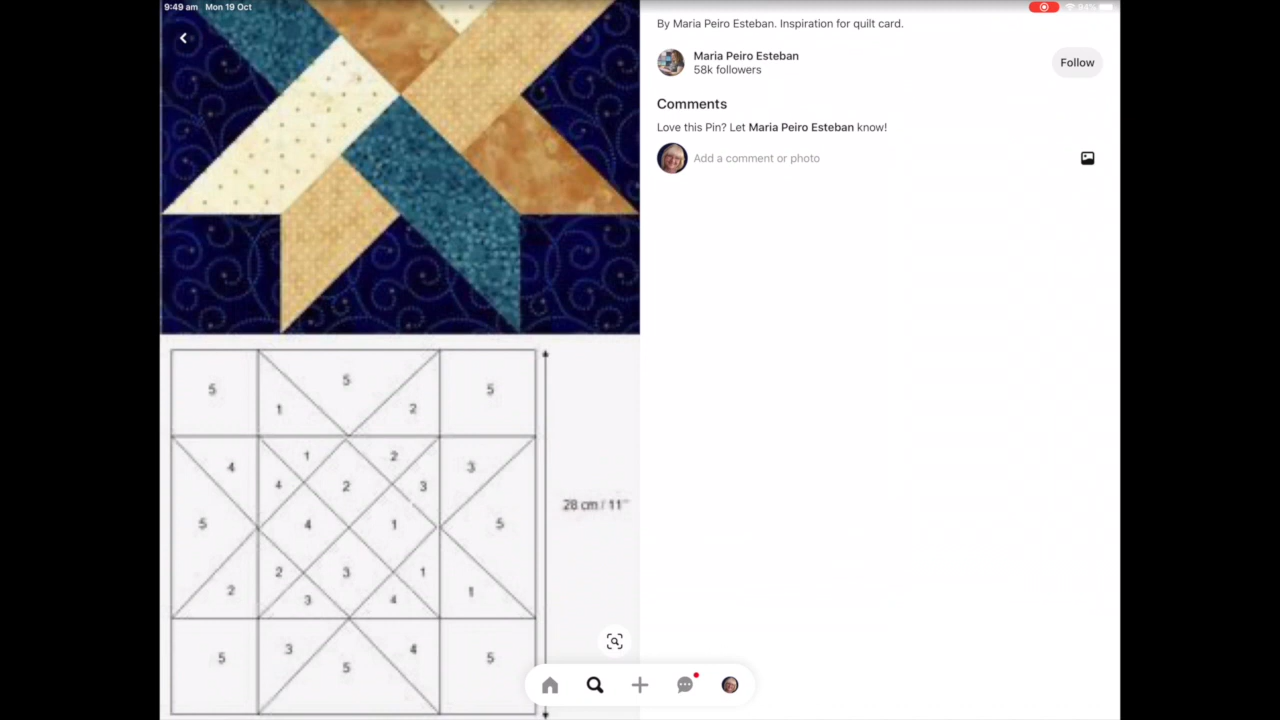 9:49 am Mon 19 Oct
94%
By Maria Peiro Esteban. Inspiration for quilt card.
Maria Peiro Esteban
58k followers
Follow
Comments
Love this Pin? Let Maria Peiro Esteban know!
Add a comment or photo
5 5 5
1 2
4 1 2 3
4 2 3
5 4 1 5
28 cm / 11"
2 3 1
2 3 4 1
3 4
5 5 5